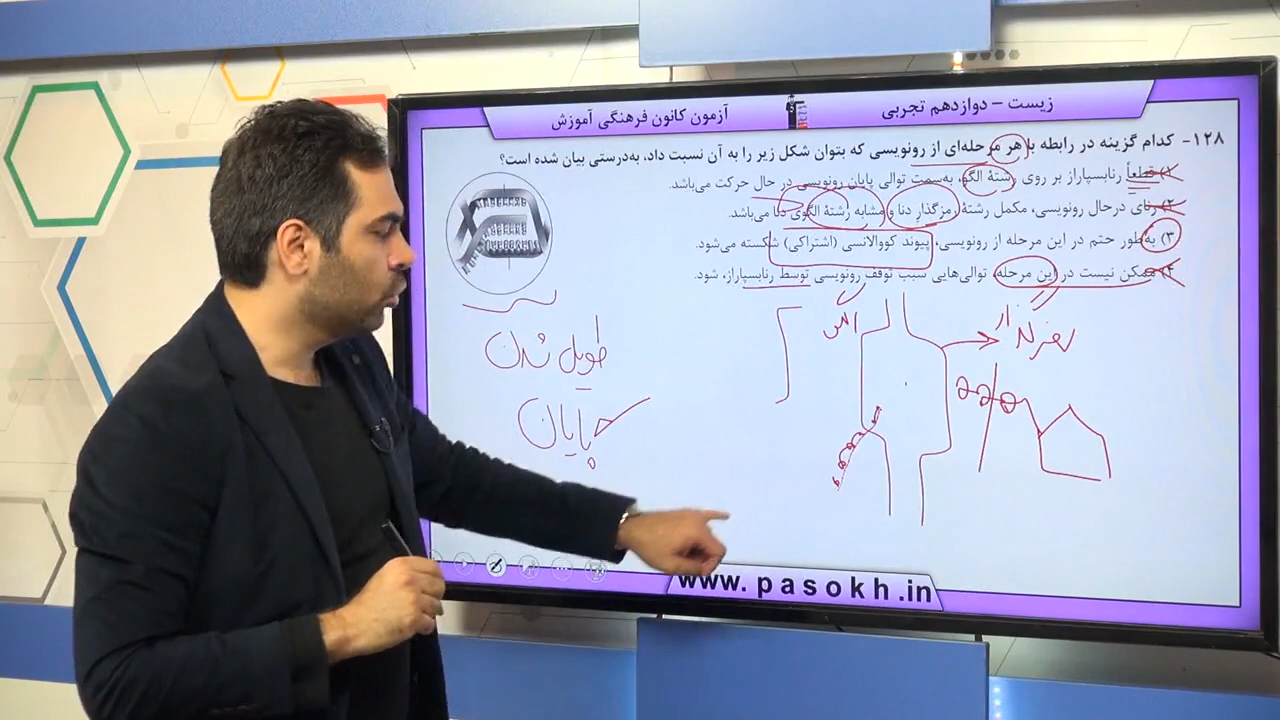 زیست – دوازدهم تجربی
آزمون کانون فرهنگی آموزش
۱۲۸- کدام گزینه در رابطه با هر مرحله‌ای از رونویسی که بتوان شکل زیر را به آن نسبت داد، به‌درستی بیان شده است؟
۱) قطعاً رنابسپاراز بر روی رشتهٔ الگو، به‌سمت توالی پایان رونویسی در حال حرکت می‌باشد.
۲) رنای درحال رونویسی، مکمل رشتهٔ رمزگذار دنا و مشابه رشتهٔ الگوی دنا می‌باشد.
۳) به‌طور حتم در این مرحله از رونویسی، پیوند کووالانسی (اشتراکی) شکسته می‌شود.
۴) ممکن نیست در این مرحله، توالی‌هایی سبب توقف رونویسی توسط رنابسپاراز، شود.
طویل شدن
پایان
www.pasokh.in